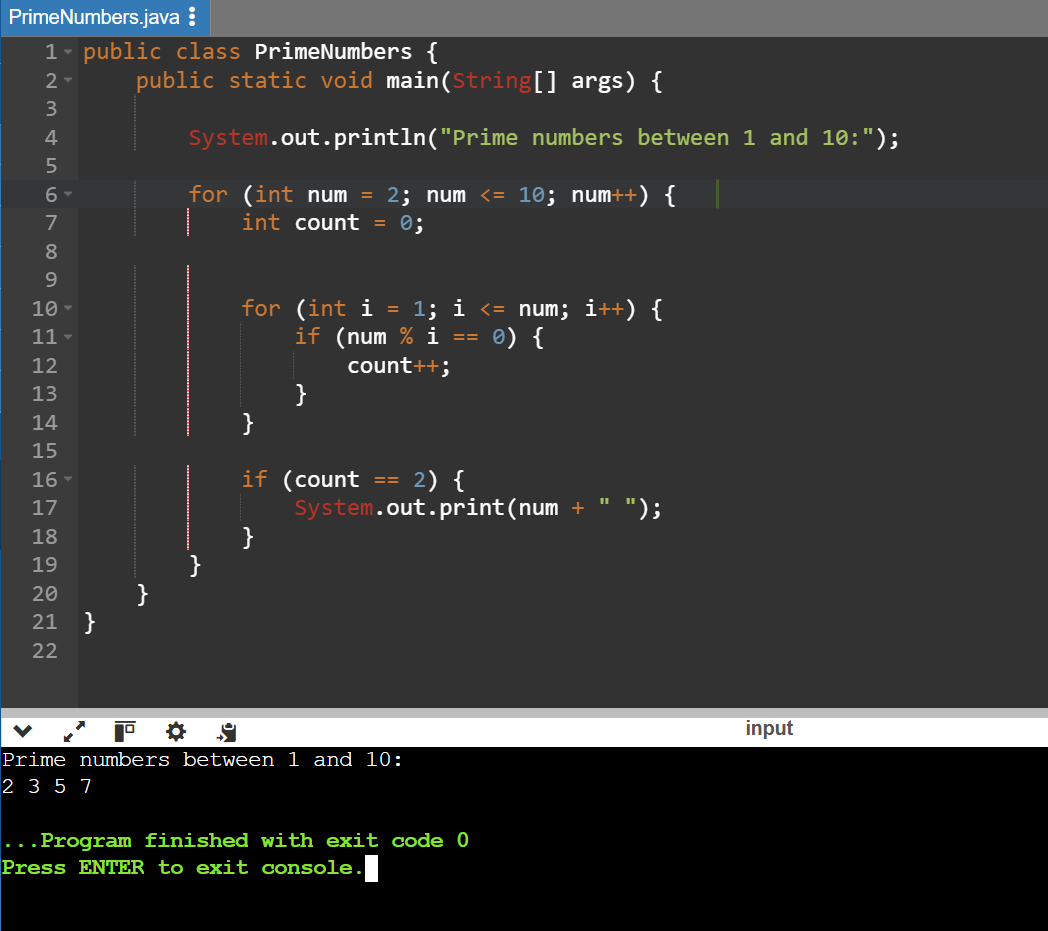 PrimeNumbers.java
1 public class PrimeNumbers {
2     public static void main(String[] args) {
3
4         System.out.println("Prime numbers between 1 and 10:");
5
6         for (int num = 2; num <= 10; num++) {
7             int count = 0;
8
9
10             for (int i = 1; i <= num; i++) {
11                 if (num % i == 0) {
12                     count++;
13                 }
14             }
15
16             if (count == 2) {
17                 System.out.print(num + " ");
18             }
19         }
20     }
21 }
22
input
Prime numbers between 1 and 10:
2 3 5 7
...Program finished with exit code 0
Press ENTER to exit console.